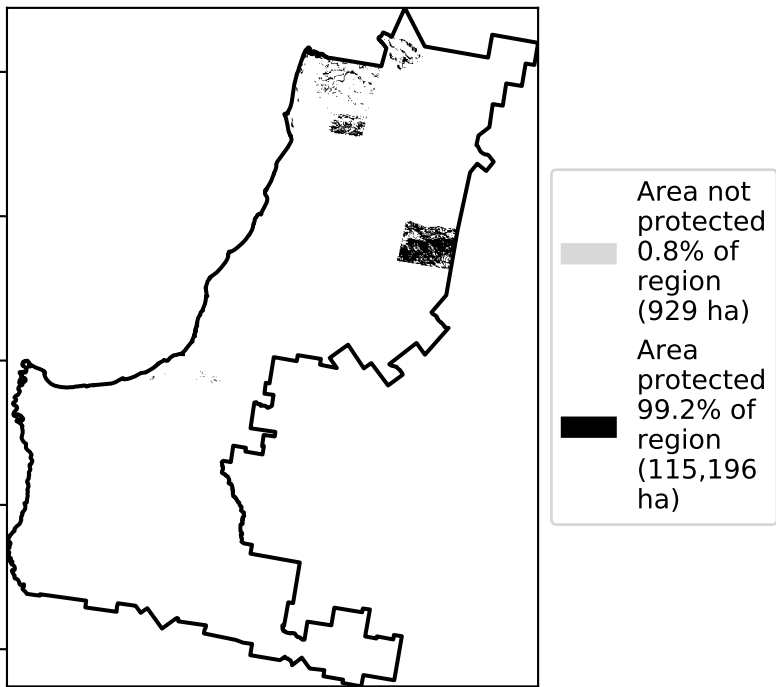 Area not
protected
0.8% of
region
(929 ha)
Area
protected
99.2% of
region
(115,196
ha)